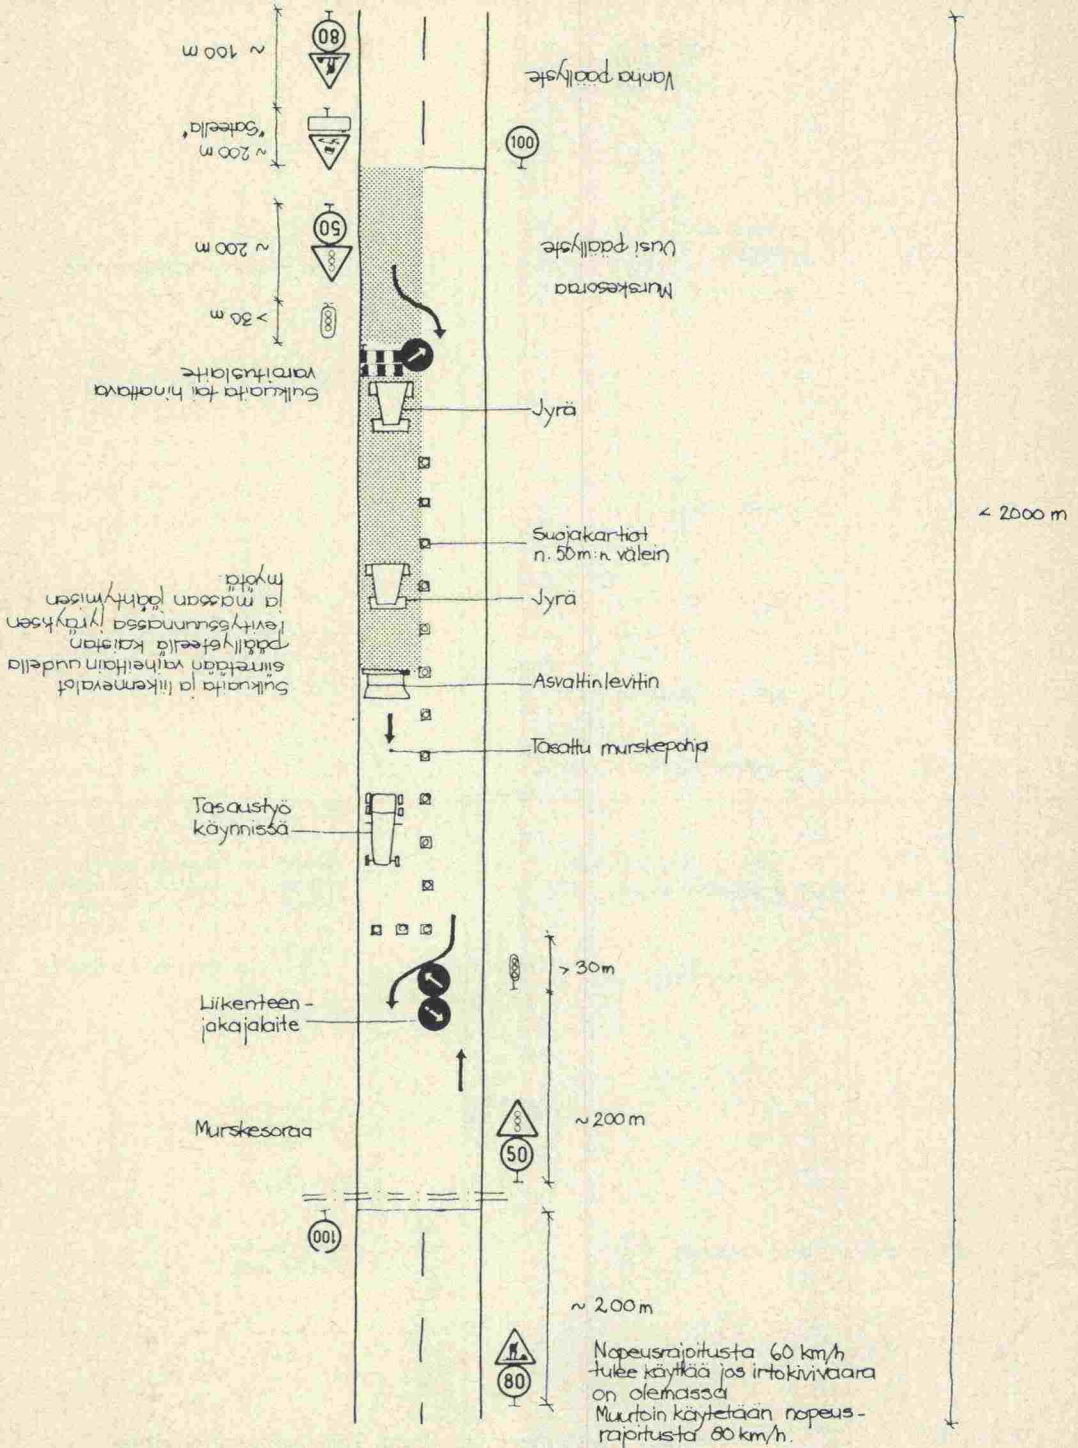 ~ 100 m
80
"Sateella"
~ 200 m
Vanha päällyste
100
~ 200 m
50
> 30 m
Uusi päällyste
Murskesoraa
Sulkuaita tai hinattava
varoituslaite
Jyrä
< 2000 m
Suojakartiot
n. 50m:n välein
Jyrä
Sulkuaita ja liikennevalot
siirretään vaiheittain uudella
päällysteellä kaistan
levityssuunnassa jyräyksen
ja massan jäähtymisen
myötä
Asvaltinlevitin
Tasattu murskepohja
Tasaustyö
käynnissä
> 30m
Liikenteen-
jakajalaite
Murskesoraa
~ 200 m
50
100
~ 200 m
80
Nopeusrajoitusta 60 km/h
tulee käyttää jos irtokivivaara
on olemassa
Muutoin käytetään nopeus-
rajoitusta 80 km/h.